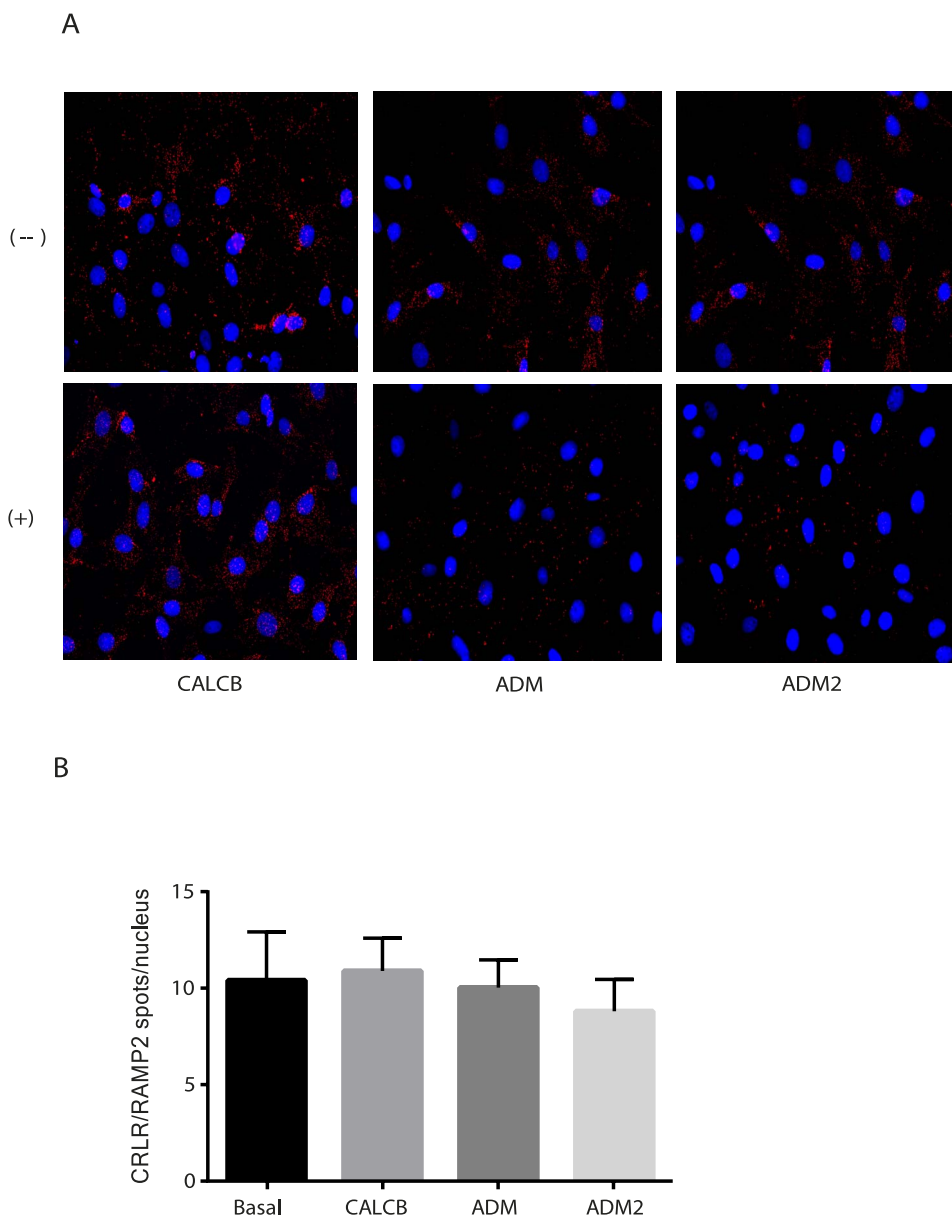 A
( -- )
(+)
CALCB ADM ADM2
B
CRLR/RAMP2 spots/nucleus
15
10
5
0
Basal CALCB ADM ADM2